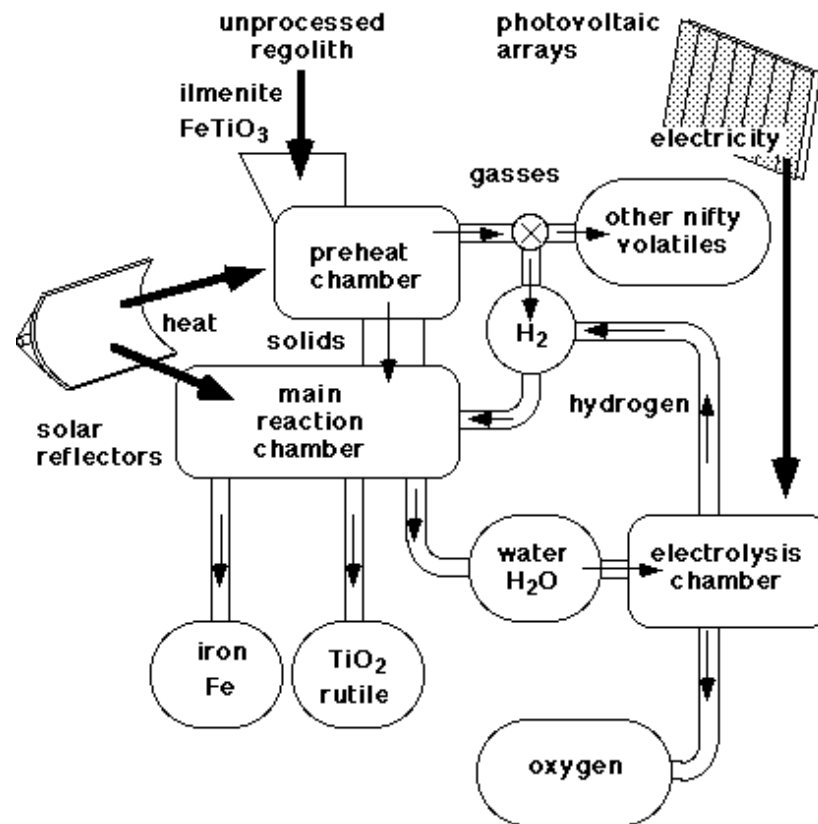 unprocessed
regolith
photovoltaic
arrays
ilmenite
FeTiO₃
electricity
gasses
other nifty
volatiles
preheat
chamber
heat
solids
H₂
main
reaction
chamber
hydrogen
solar
reflectors
water
H₂O
electrolysis
chamber
iron
Fe
TiO₂
rutile
oxygen